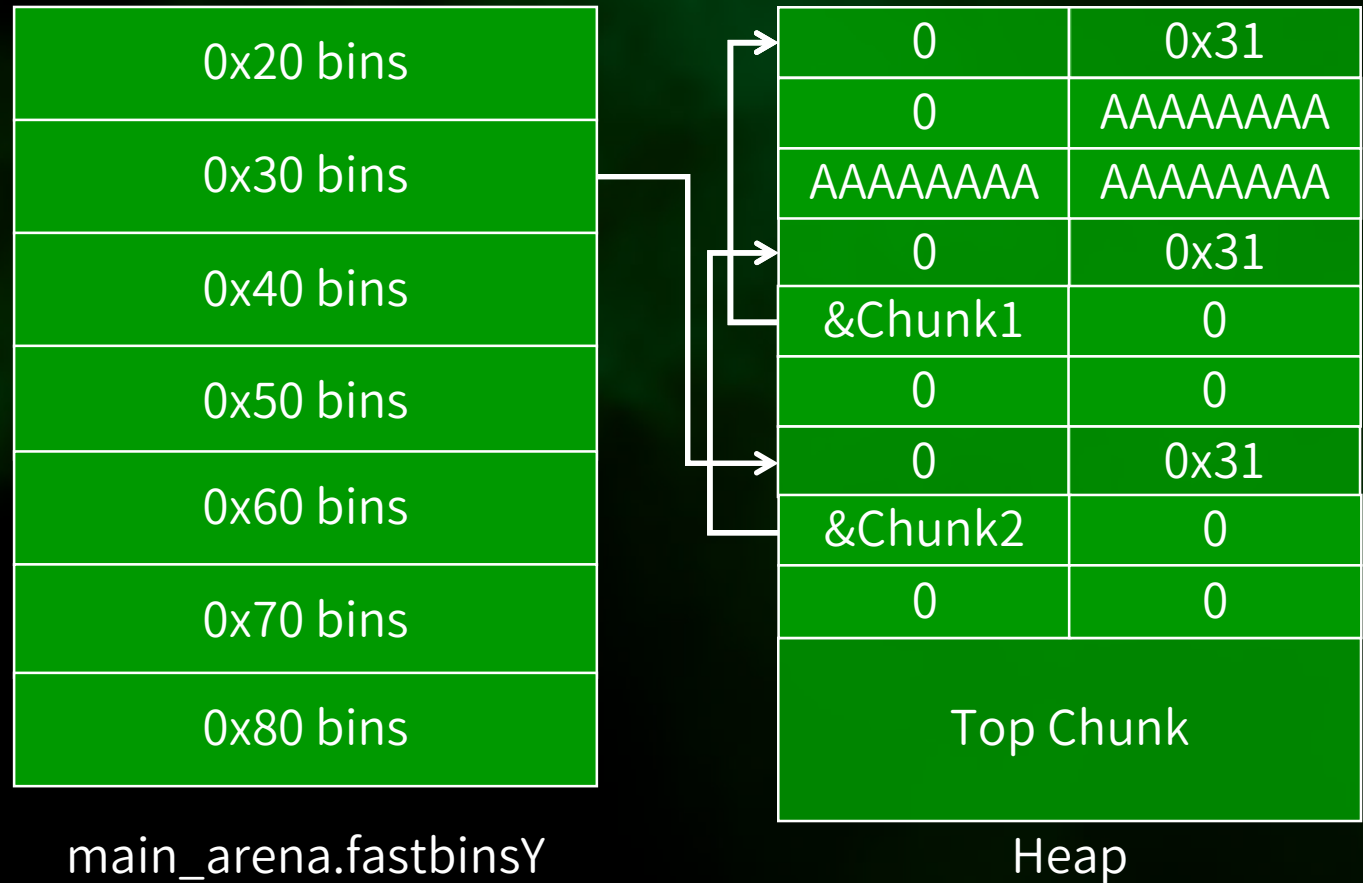 0x20 bins
0x30 bins
0x40 bins
0x50 bins
0x60 bins
0x70 bins
0x80 bins
main_arena.fastbinsY
0 0x31
0 AAAAAAAA
AAAAAAAA AAAAAAAA
0 0x31
&Chunk1 0
0 0
0 0x31
&Chunk2 0
0 0
Top Chunk
Heap